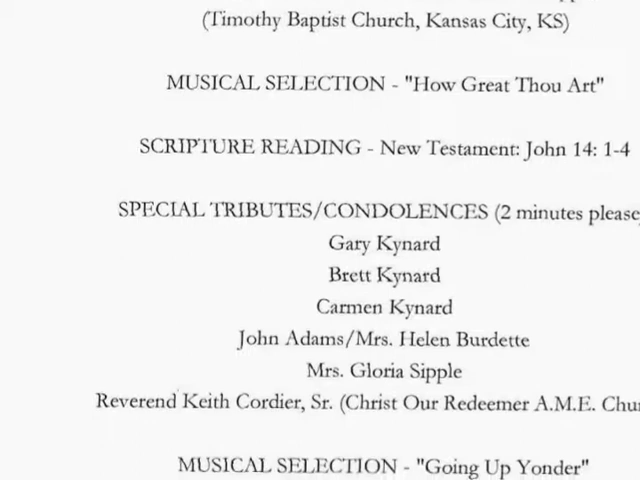 (Timothy Baptist Church, Kansas City, KS)
MUSICAL SELECTION - "How Great Thou Art"
SCRIPTURE READING - New Testament: John 14: 1-4
SPECIAL TRIBUTES/CONDOLENCES (2 minutes please
Gary Kynard
Brett Kynard
Carmen Kynard
John Adams/Mrs. Helen Burdette
Mrs. Gloria Sipple
Reverend Keith Cordier, Sr. (Christ Our Redeemer A.M.E.
MUSICAL SELECTION - "Going Up Yonder"